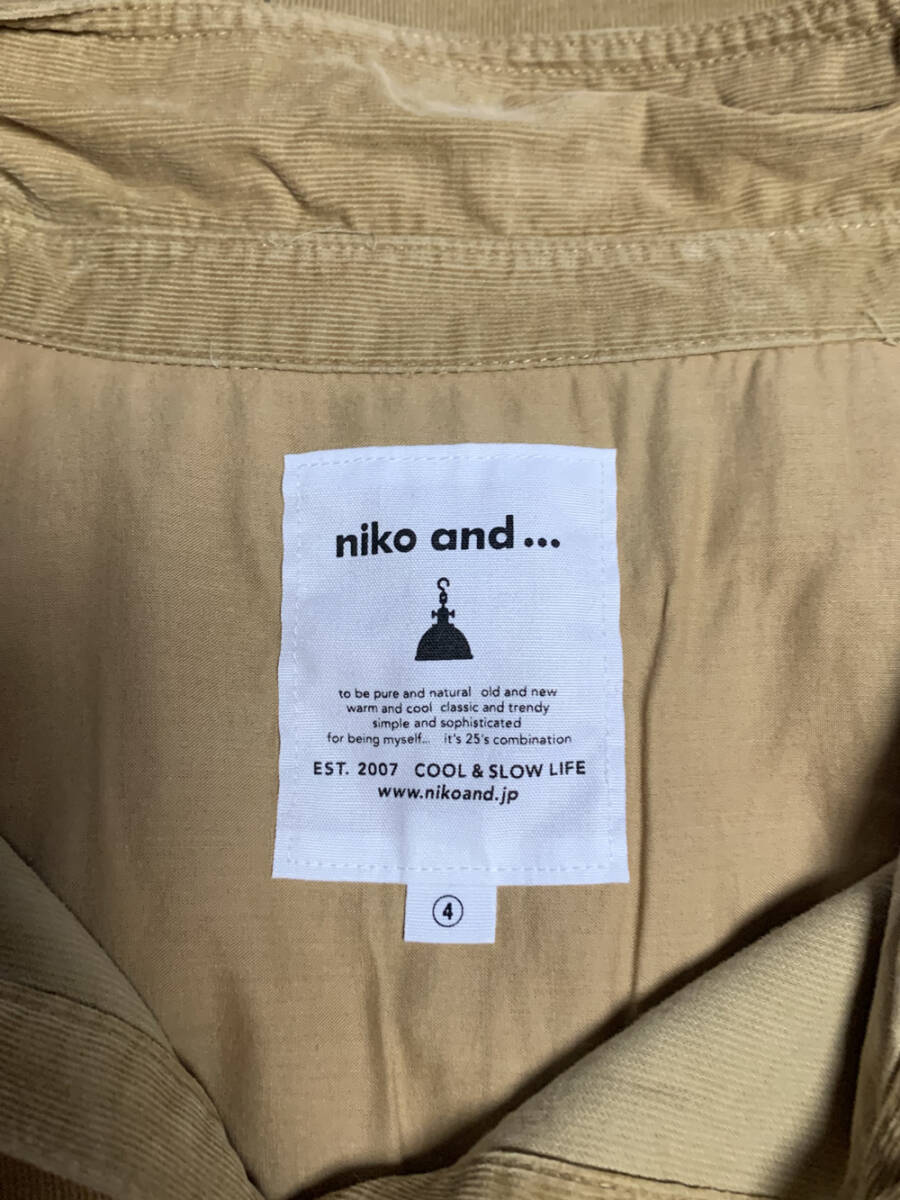 niko and...
to be pure and natural old and new
warm and cool classic and trendy
simple and sophisticated
for being myself... it's 25's combination
EST. 2007 COOL & SLOW LIFE
www.nikoand.jp
④